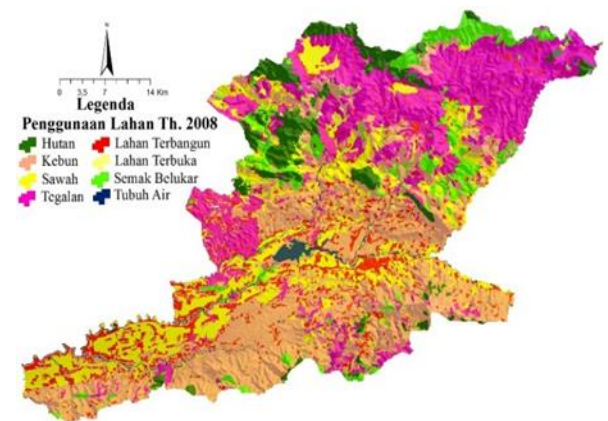 N
0 3,5 7 14 Km
Legenda
Penggunaan Lahan Th. 2008
Hutan Lahan Terbangun
Kebun Lahan Terbuka
Sawah Semak Belukar
Tegalan Tubuh Air